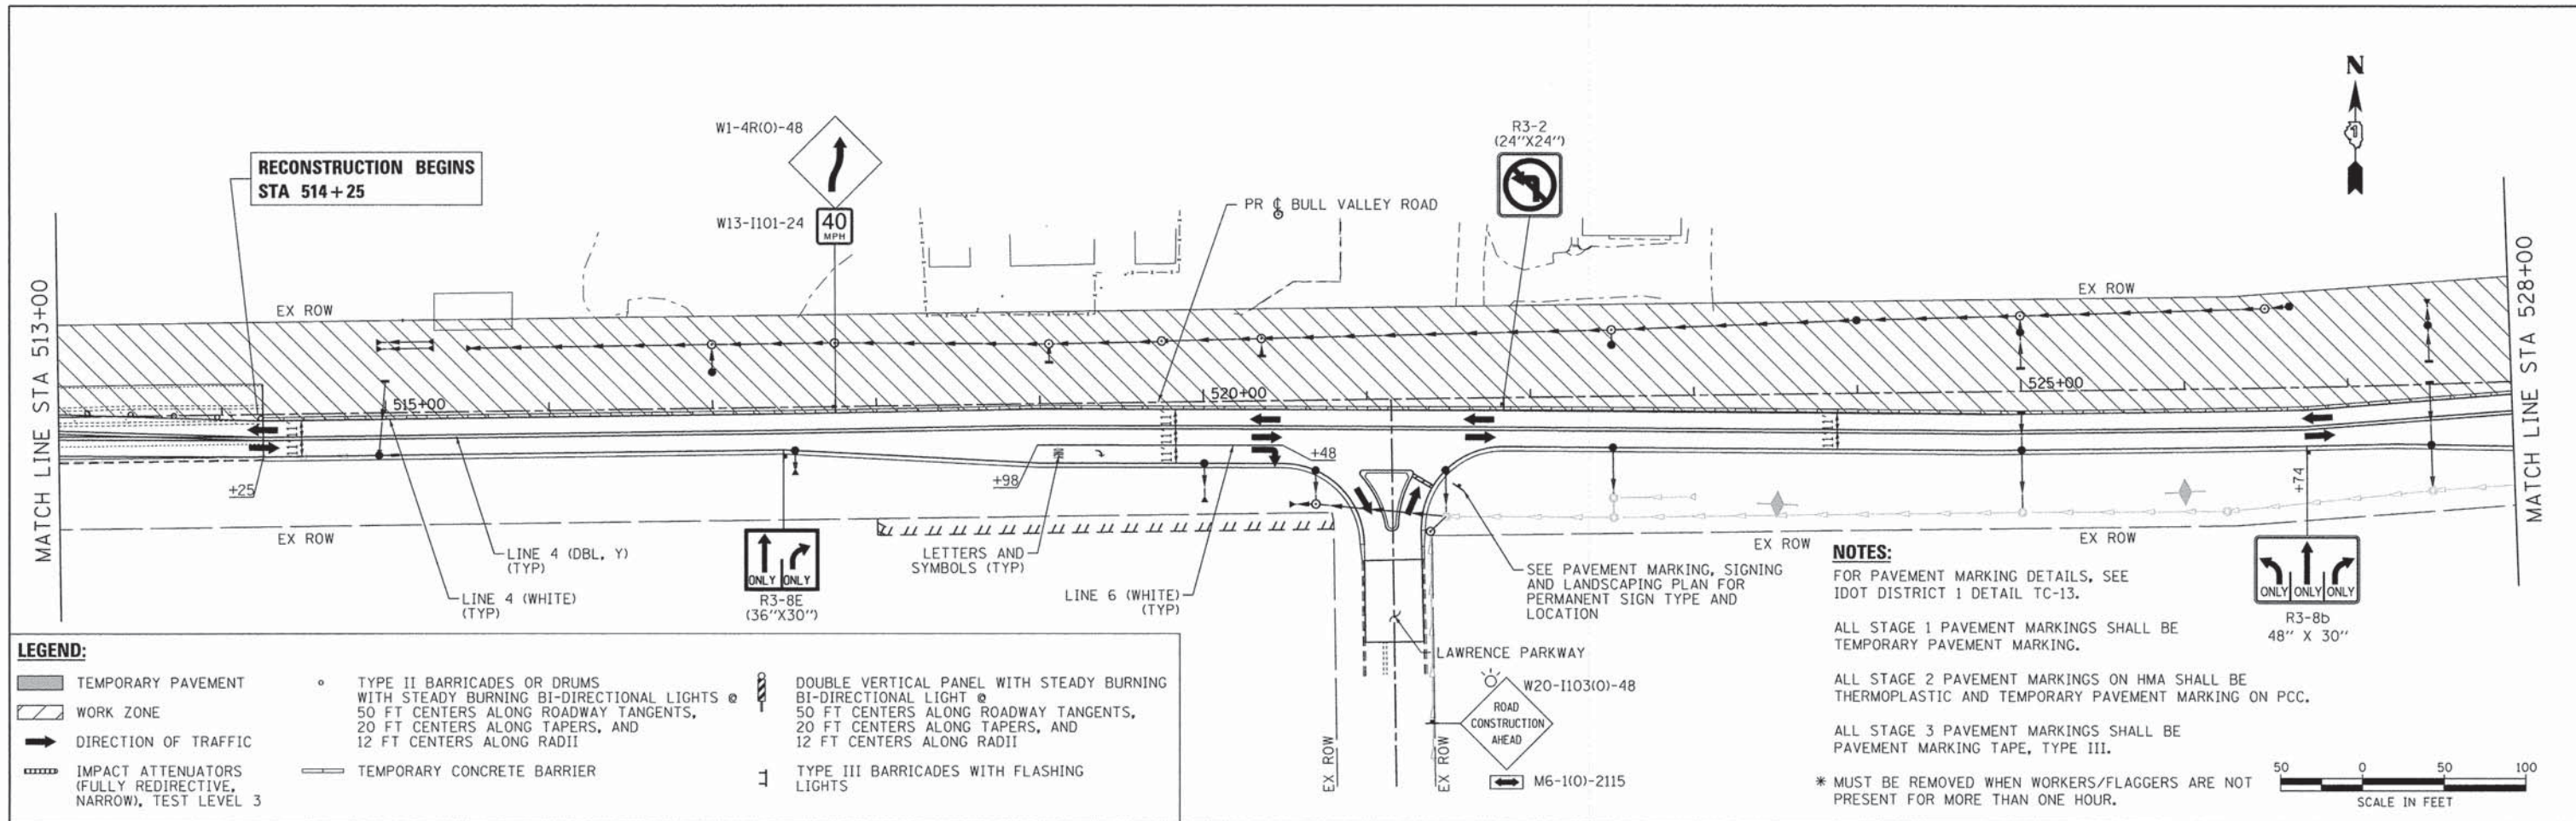 N
W1-4R(O)-48
R3-2
(24"X24")
RECONSTRUCTION BEGINS
STA 514+25
W13-I101-24
40
MPH
PR ℄ BULL VALLEY ROAD
MATCH LINE STA 513+00
MATCH LINE STA 528+00
EX ROW
EX ROW
515+00
520+00
525+00
11' 11'
11' 11' 11'
11' 11'
+25
+98
+48
+74
EX ROW
EX ROW
EX ROW
LINE 4 (DBL, Y)
(TYP)
LINE 4 (WHITE)
(TYP)
ONLY ONLY
R3-8E
(36"X30")
LETTERS AND
SYMBOLS (TYP)
LINE 6 (WHITE)
(TYP)
SEE PAVEMENT MARKING, SIGNING
AND LANDSCAPING PLAN FOR
PERMANENT SIGN TYPE AND
LOCATION
LAWRENCE PARKWAY
W20-I103(O)-48
ROAD
CONSTRUCTION
AHEAD
M6-1(O)-2115
EX ROW
EX ROW
ONLY ONLY ONLY
R3-8b
48" X 30"
NOTES:
FOR PAVEMENT MARKING DETAILS, SEE
IDOT DISTRICT 1 DETAIL TC-13.
ALL STAGE 1 PAVEMENT MARKINGS SHALL BE
TEMPORARY PAVEMENT MARKING.
ALL STAGE 2 PAVEMENT MARKINGS ON HMA SHALL BE
THERMOPLASTIC AND TEMPORARY PAVEMENT MARKING ON PCC.
ALL STAGE 3 PAVEMENT MARKINGS SHALL BE
PAVEMENT MARKING TAPE, TYPE III.
* MUST BE REMOVED WHEN WORKERS/FLAGGERS ARE NOT
PRESENT FOR MORE THAN ONE HOUR.
50 0 50 100
SCALE IN FEET
LEGEND:
TEMPORARY PAVEMENT
WORK ZONE
DIRECTION OF TRAFFIC
IMPACT ATTENUATORS
(FULLY REDIRECTIVE,
NARROW), TEST LEVEL 3
TYPE II BARRICADES OR DRUMS
WITH STEADY BURNING BI-DIRECTIONAL LIGHTS @
50 FT CENTERS ALONG ROADWAY TANGENTS,
20 FT CENTERS ALONG TAPERS, AND
12 FT CENTERS ALONG RADII
TEMPORARY CONCRETE BARRIER
DOUBLE VERTICAL PANEL WITH STEADY BURNING
BI-DIRECTIONAL LIGHT @
50 FT CENTERS ALONG ROADWAY TANGENTS,
20 FT CENTERS ALONG TAPERS, AND
12 FT CENTERS ALONG RADII
TYPE III BARRICADES WITH FLASHING
LIGHTS